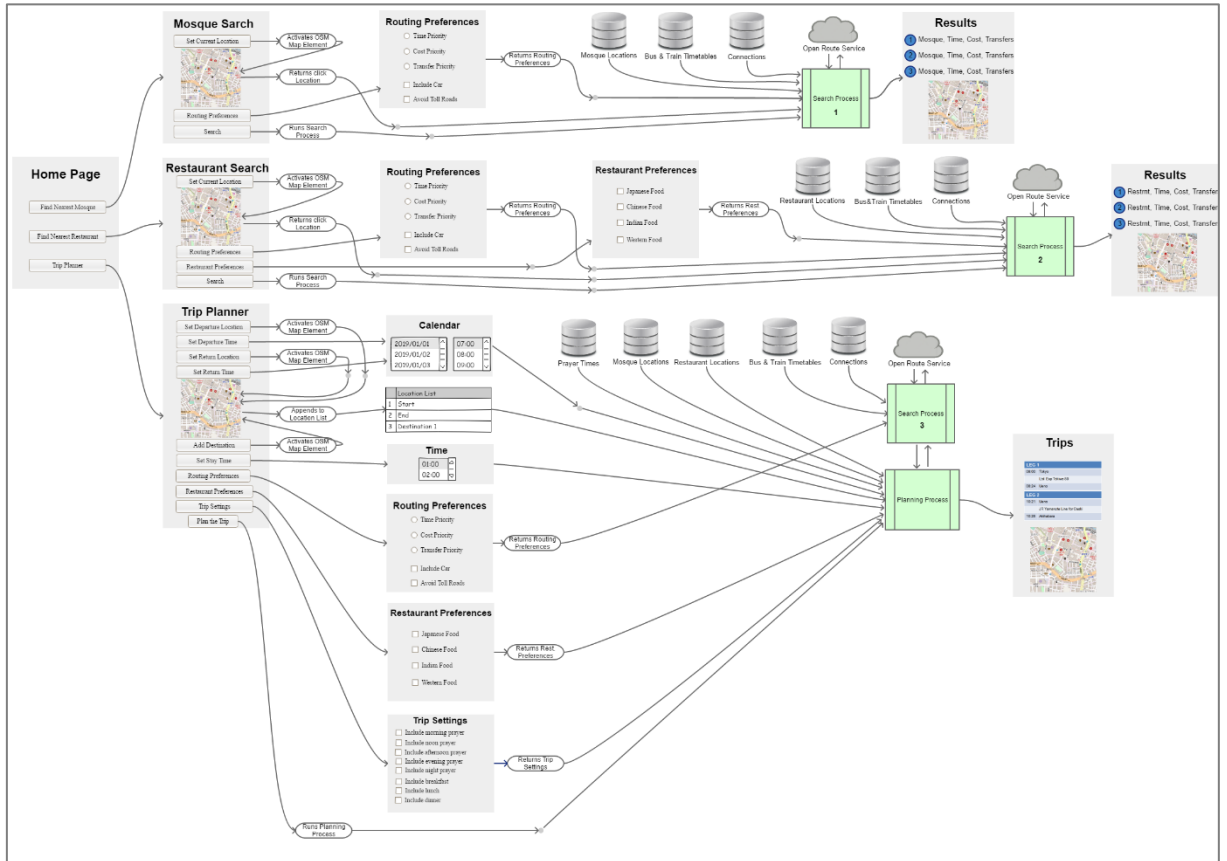 Mosque Sarch
Set Current Location
Activates OSM
Map Element
Returns click
Location
Routing Preferences
Search
Runs Search
Process
Routing Preferences
Time Priority
Cost Priority
Transfer Priority
Include Car
Avoid Toll Roads
Returns Routing
Preferences
Mosque Locations
Bus & Train Timetables
Connections
Open Route Service
Search Process
1
Results
1 Mosque, Time, Cost, Transfers
2 Mosque, Time, Cost, Transfers
3 Mosque, Time, Cost, Transfers
Home Page
Find Nearest Mosque
Find Nearest Restaurant
Trip Planner
Restaurant Search
Set Current Location
Activates OSM
Map Element
Returns click
Location
Routing Preferences
Restaurant Preferences
Search
Runs Search
Process
Routing Preferences
Time Priority
Cost Priority
Transfer Priority
Include Car
Avoid Toll Roads
Returns Routing
Preferences
Restaurant Preferences
Japanese Food
Chinese Food
Indian Food
Western Food
Returns Rest.
Preferences
Restaurant Locations
Bus&Train Timetables
Connections
Open Route Service
Search Process
2
Results
1 Restrnt, Time, Cost, Transfers
2 Restrnt, Time, Cost, Transfers
3 Restrnt, Time, Cost, Transfers
Trip Planner
Set Departure Location
Activates OSM
Map Element
Set Departure Time
Set Return Location
Activates OSM
Map Element
Set Return Time
Appends to
Location List
Add Destination
Activates OSM
Map Element
Set Stay Time
Routing Preferences
Restaurant Preferences
Trip Settings
Plan the Trip
Calendar
2019/01/01 07:00
2019/01/02 08:00
2019/01/03 09:00
Location List
1 Start
2 End
3 Destination 1
Time
01:00
02:00
Routing Preferences
Time Priority
Cost Priority
Transfer Priority
Include Car
Avoid Toll Roads
Returns Routing
Preferences
Restaurant Preferences
Japanese Food
Chinese Food
Indian Food
Western Food
Returns Rest.
Preferences
Trip Settings
Include morning prayer
Include noon prayer
Include afternoon prayer
Include evening prayer
Include night prayer
Include breakfast
Include lunch
Include dinner
Returns Trip
Settings
Runs Planning
Process
Prayer Times
Mosque Locations
Restaurant Locations
Bus & Train Timetables
Connections
Open Route Service
Search Process
3
Planning Process
Trips
LEG 1
Tokyo
Ueno
LEG 2
Ueno